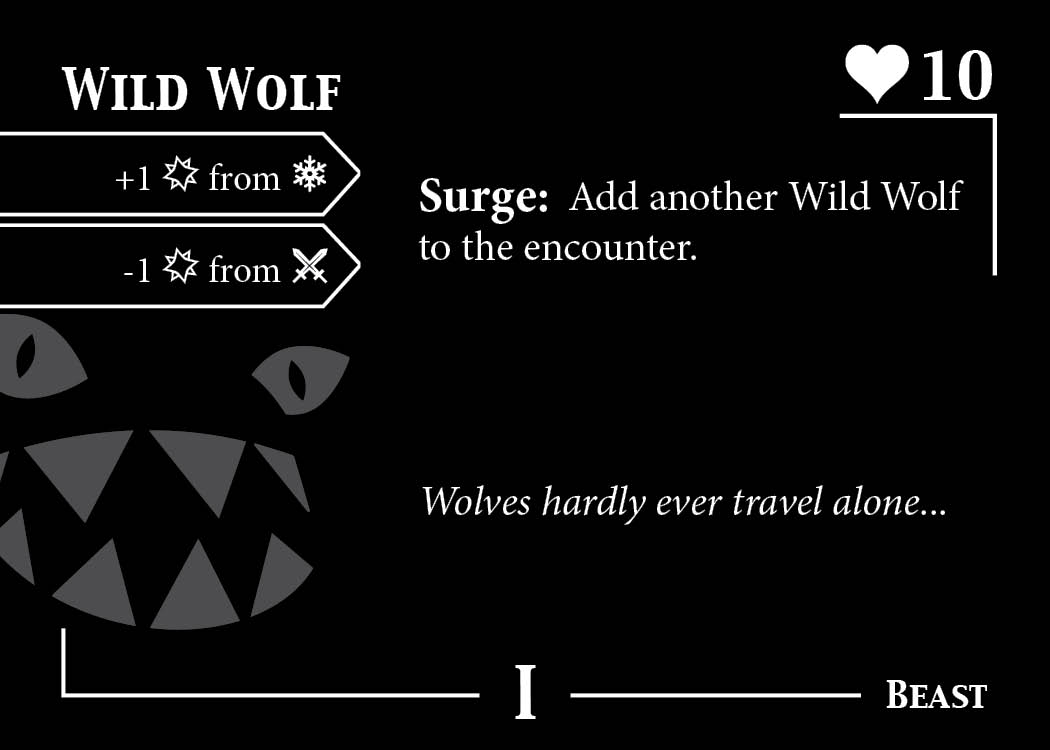 Wild Wolf
10
+1 from
-1 from
Surge: Add another Wild Wolf
to the encounter.
Wolves hardly ever travel alone...
I
Beast